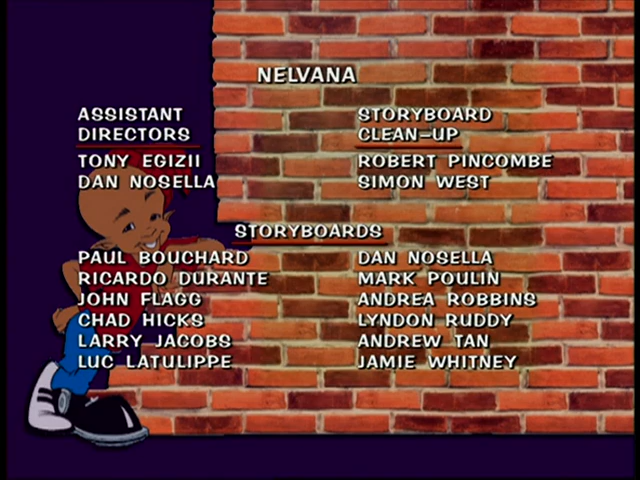 NELVANA
ASSISTANT
DIRECTORS
TONY EGIZII
DAN NOSELLA
STORYBOARD
CLEAN-UP
ROBERT PINCOMBE
SIMON WEST
STORYBOARDS
PAUL BOUCHARD
RICARDO DURANTE
JOHN FLAGG
CHAD HICKS
LARRY JACOBS
LUC LATULIPPE
DAN NOSELLA
MARK POULIN
ANDREA ROBBINS
LYNDON RUDDY
ANDREW TAN
JAMIE WHITNEY